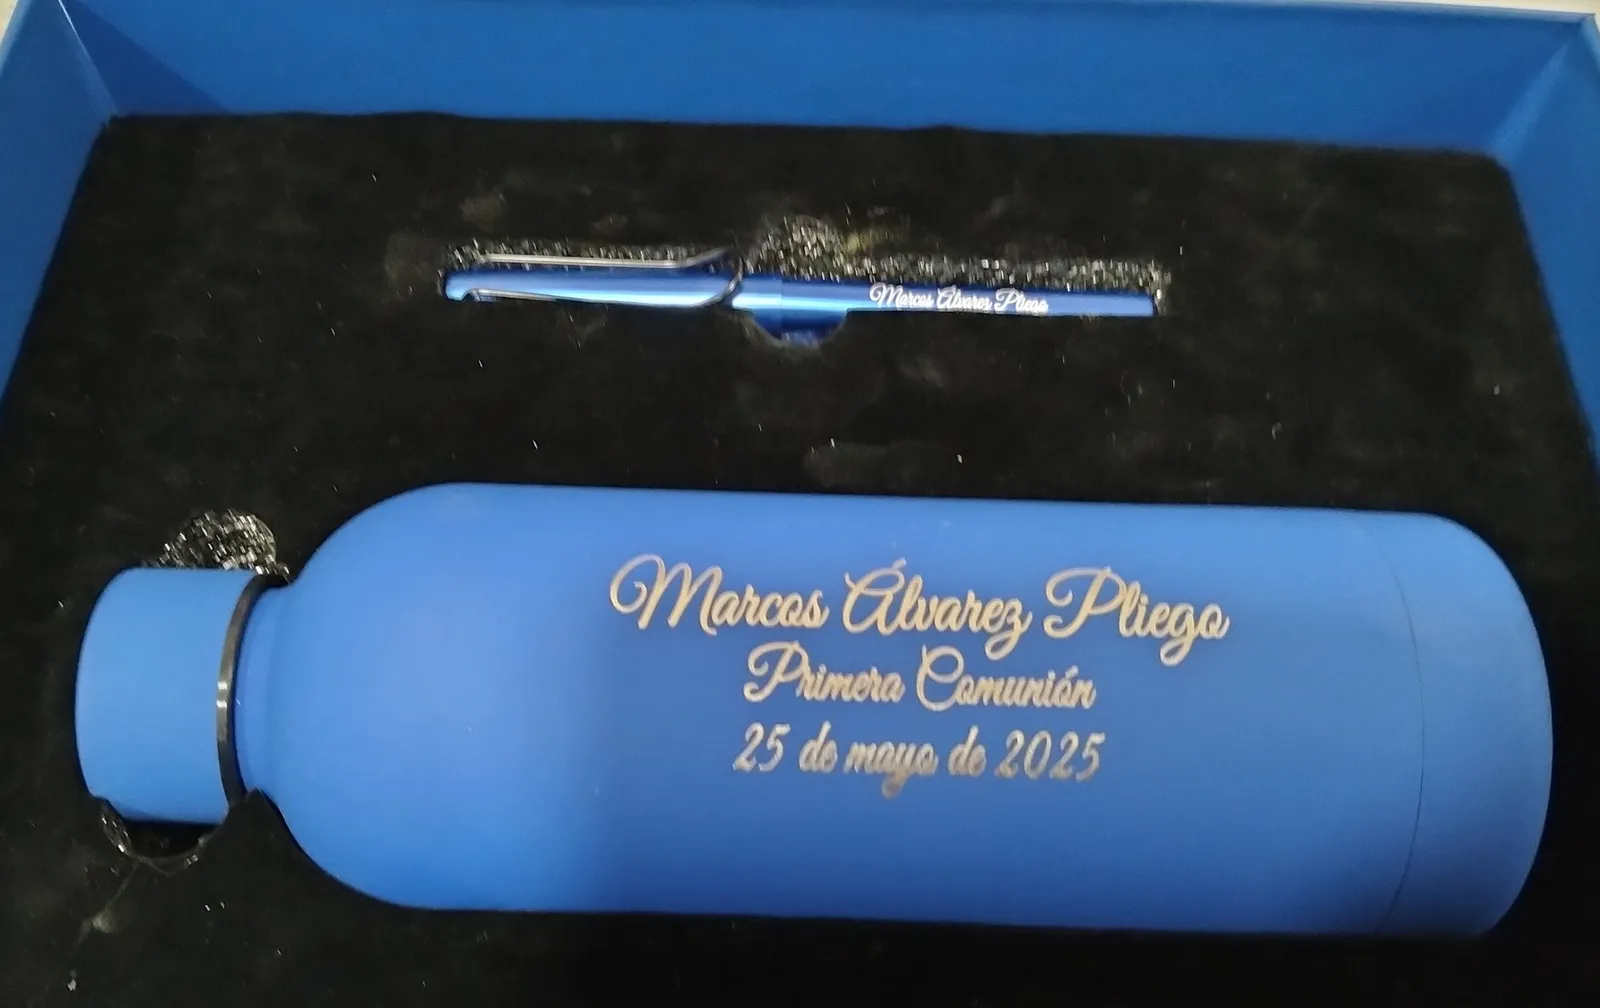 Marcos Álvarez Pliego
Marcos Álvarez Pliego
Primera Comunión
25 de mayo de 2025